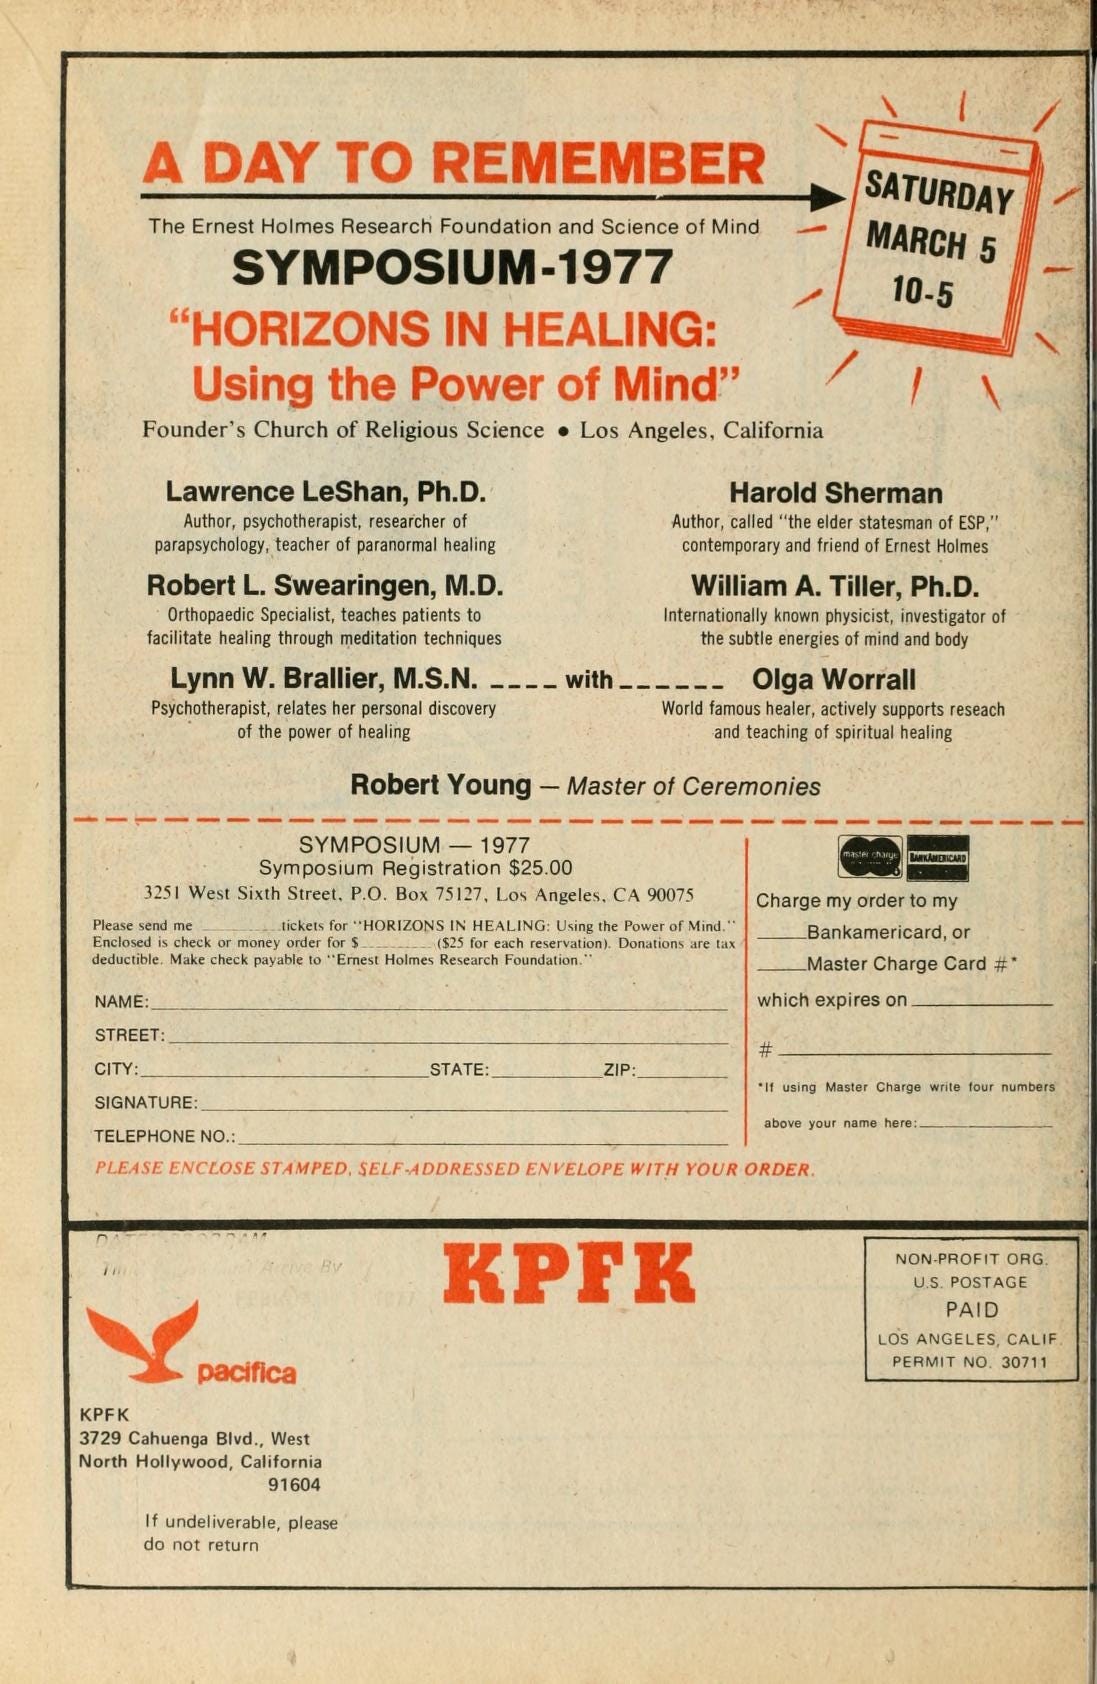 A DAY TO REMEMBER
SATURDAY
MARCH 5
10-5
The Ernest Holmes Research Foundation and Science of Mind
SYMPOSIUM-1977
“HORIZONS IN HEALING:
Using the Power of Mind”
Founder’s Church of Religious Science • Los Angeles, California
Lawrence LeShan, Ph.D.
Author, psychotherapist, researcher of
parapsychology, teacher of paranormal healing
Harold Sherman
Author, called “the elder statesman of ESP,”
contemporary and friend of Ernest Holmes
Robert L. Swearingen, M.D.
Orthopaedic Specialist, teaches patients to
facilitate healing through meditation techniques
William A. Tiller, Ph.D.
Internationally known physicist, investigator of
the subtle energies of mind and body
Lynn W. Brallier, M.S.N. ____ with ______ Olga Worrall
Psychotherapist, relates her personal discovery
of the power of healing
World famous healer, actively supports reseach
and teaching of spiritual healing
Robert Young — Master of Ceremonies
SYMPOSIUM — 1977
Symposium Registration $25.00
3251 West Sixth Street, P.O. Box 75127, Los Angeles, CA 90075
Please send me ________ tickets for “HORIZONS IN HEALING: Using the Power of Mind.”
Enclosed is check or money order for $________ ($25 for each reservation). Donations are tax
deductible. Make check payable to “Ernest Holmes Research Foundation.”
NAME:
STREET:
CITY: STATE: ZIP:
SIGNATURE:
TELEPHONE NO.:
PLEASE ENCLOSE STAMPED, SELF-ADDRESSED ENVELOPE WITH YOUR ORDER.
master charge
BANKAMERICARD
Charge my order to my
____Bankamericard, or
____Master Charge Card #*
which expires on
#
*If using Master Charge write four numbers
above your name here:
KPFK
NON-PROFIT ORG.
U.S. POSTAGE
PAID
LOS ANGELES, CALIF.
PERMIT NO. 30711
pacifica
KPFK
3729 Cahuenga Blvd., West
North Hollywood, California
91604
If undeliverable, please
do not return